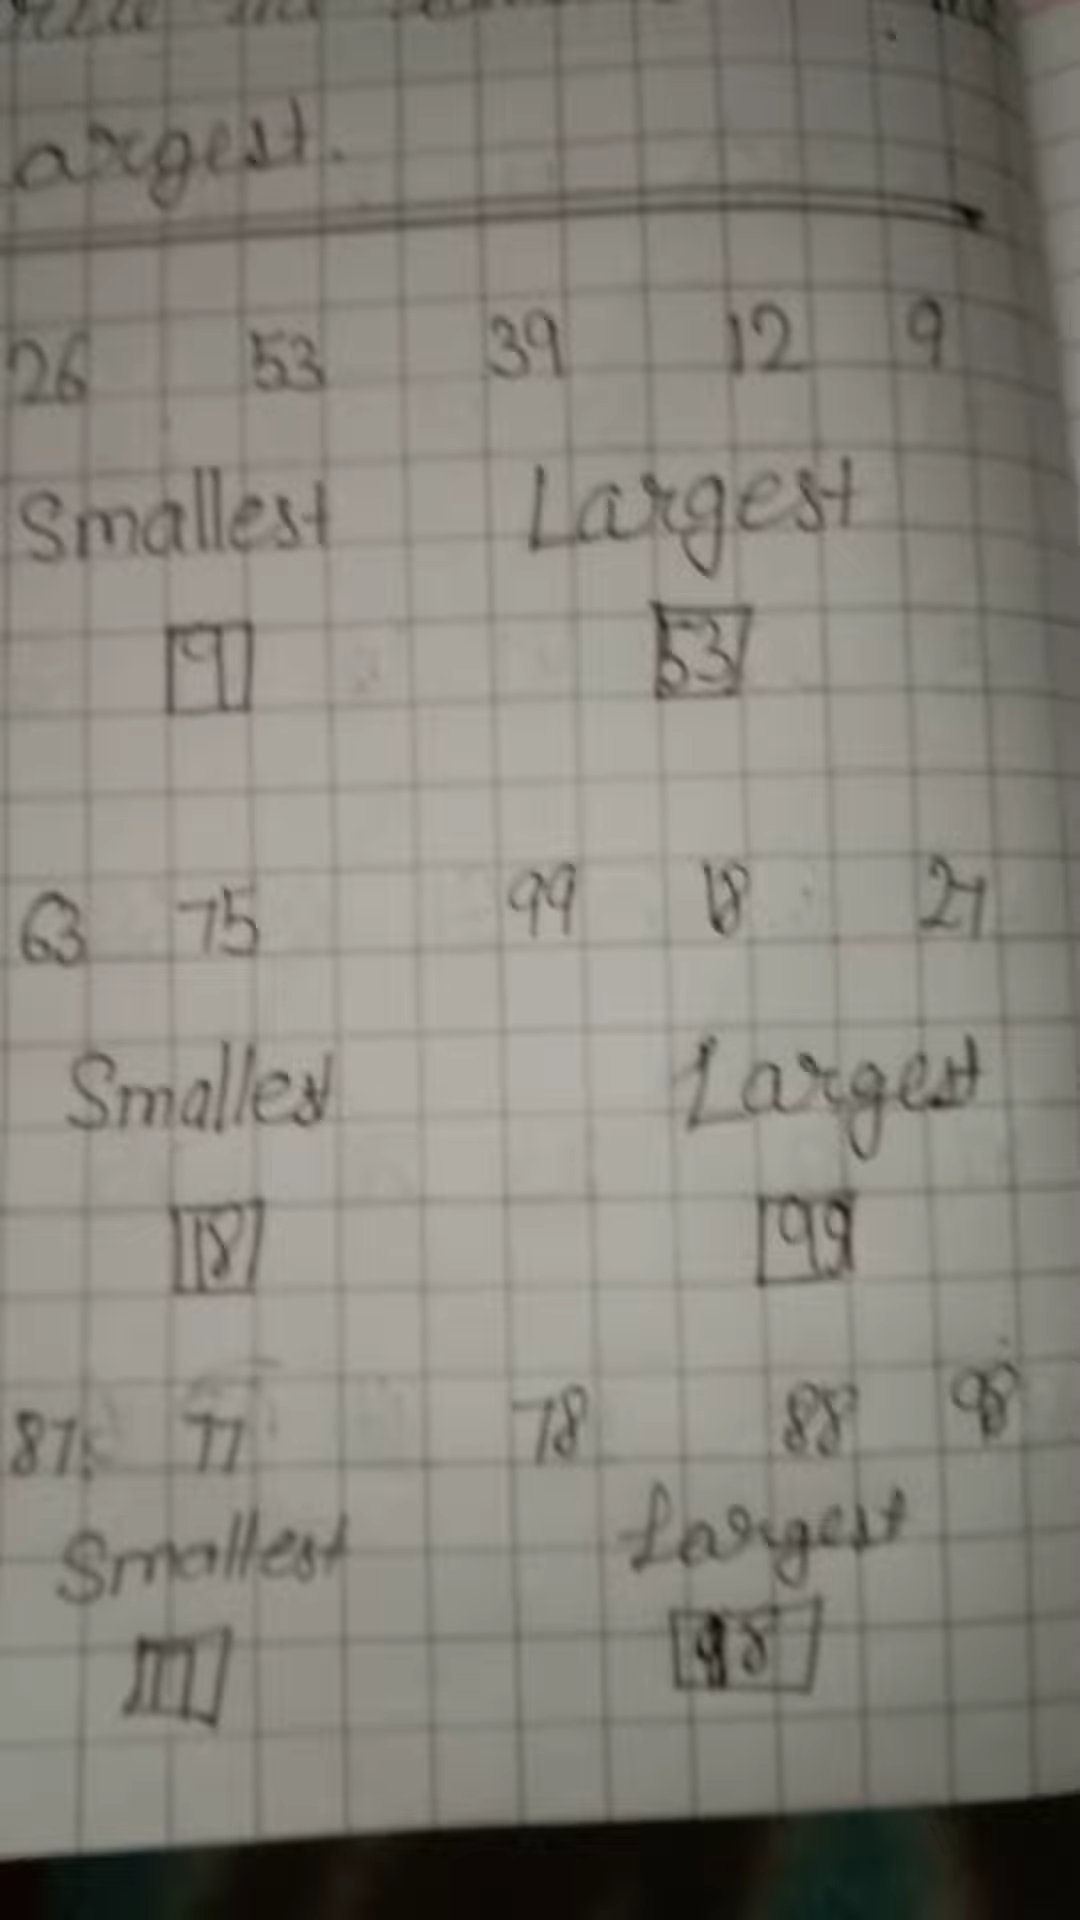 argest.
26 53 39 12 9
Smallest Largest
9 53
63 75 99 18
Smallest Largest
18 99
87, 77 78 88 98
Smallest Largest
77 98